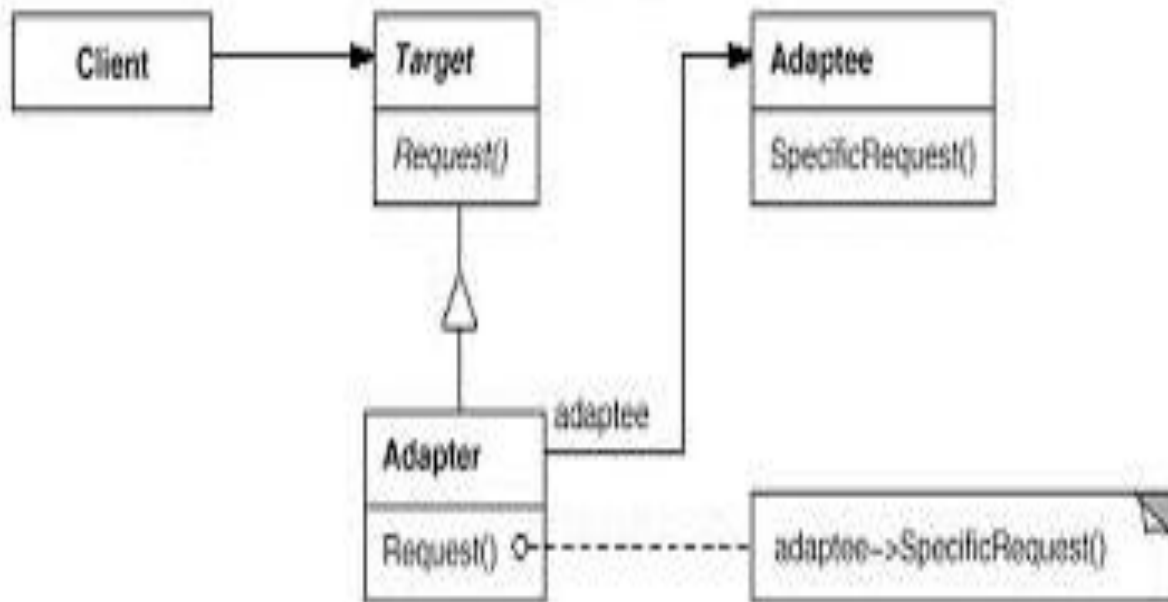 Client
Target
Request()
Adaptee
SpecificRequest()
adaptee
Adapter
Request()
adaptee->SpecificRequest()